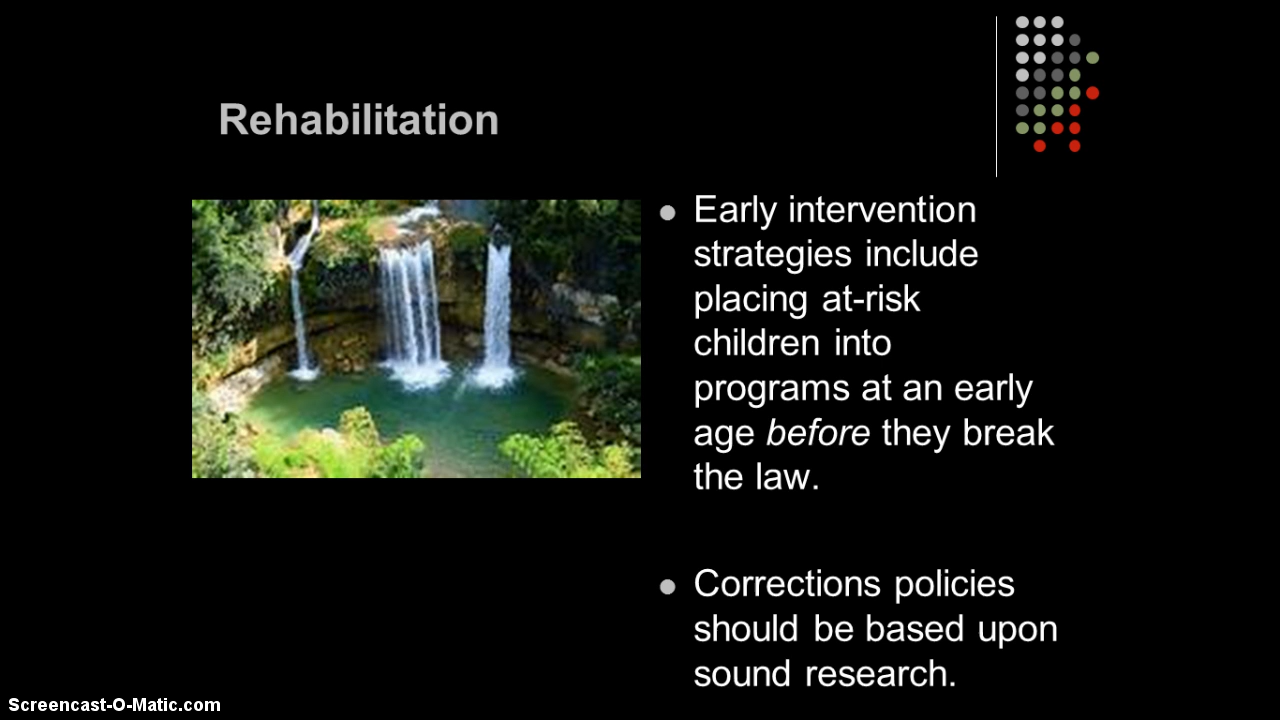 Rehabilitation
Early intervention
strategies include
placing at-risk
children into
programs at an early
age before they break
the law.
Corrections policies
should be based upon
sound research.
Screencast-O-Matic.com